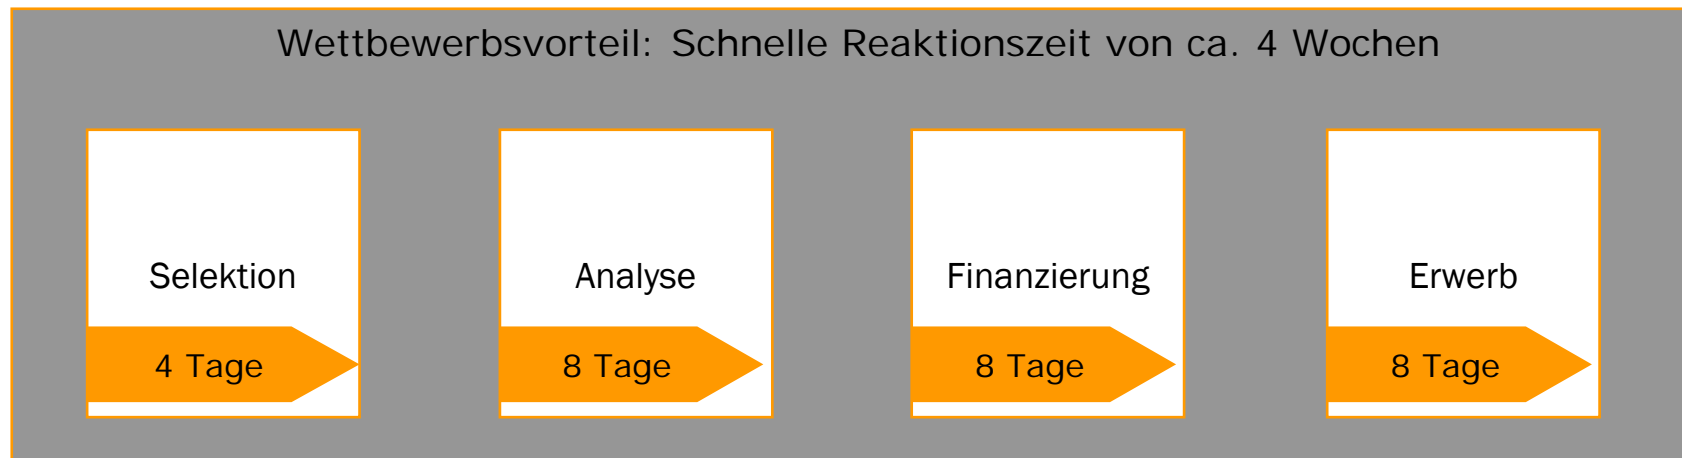 Wettbewerbsvorteil: Schnelle Reaktionszeit von ca. 4 Wochen
Selektion
4 Tage
Analyse
8 Tage
Finanzierung
8 Tage
Erwerb
8 Tage